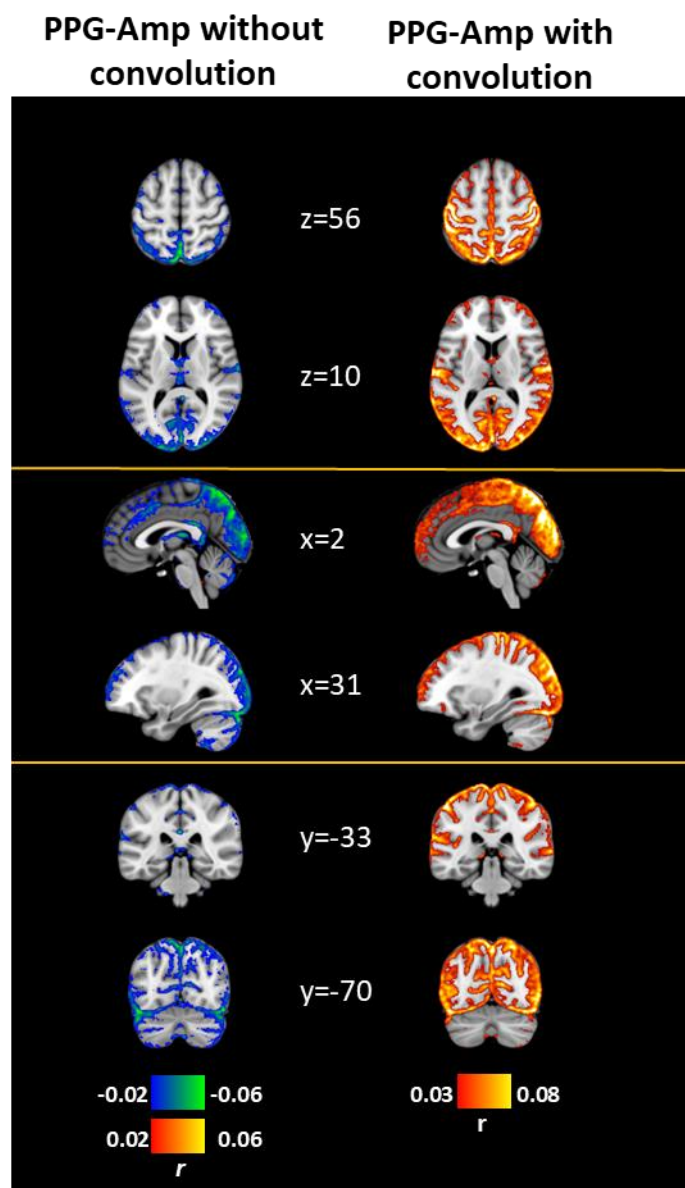 PPG-Amp without convolution
PPG-Amp with convolution
z=56
z=10
x=2
x=31
y=-33
y=-70
-0.02 -0.06
0.02 0.06
r
0.03 0.08
r